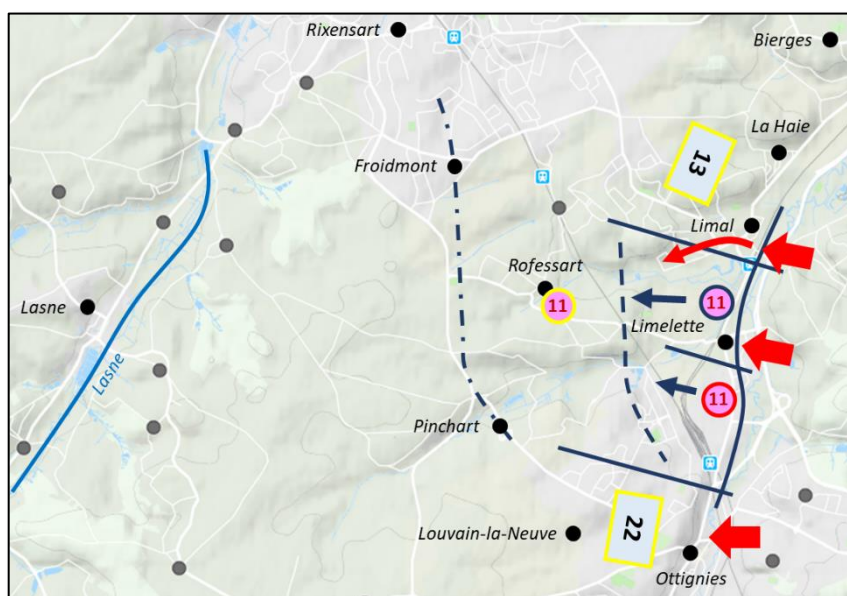 Rixensart
Bierges
La Haie
13
Froidmont
Limal
Rofessart
11
11
Lasne
Limelette
Lasne
11
Pinchart
22
Louvain-la-Neuve
Ottignies